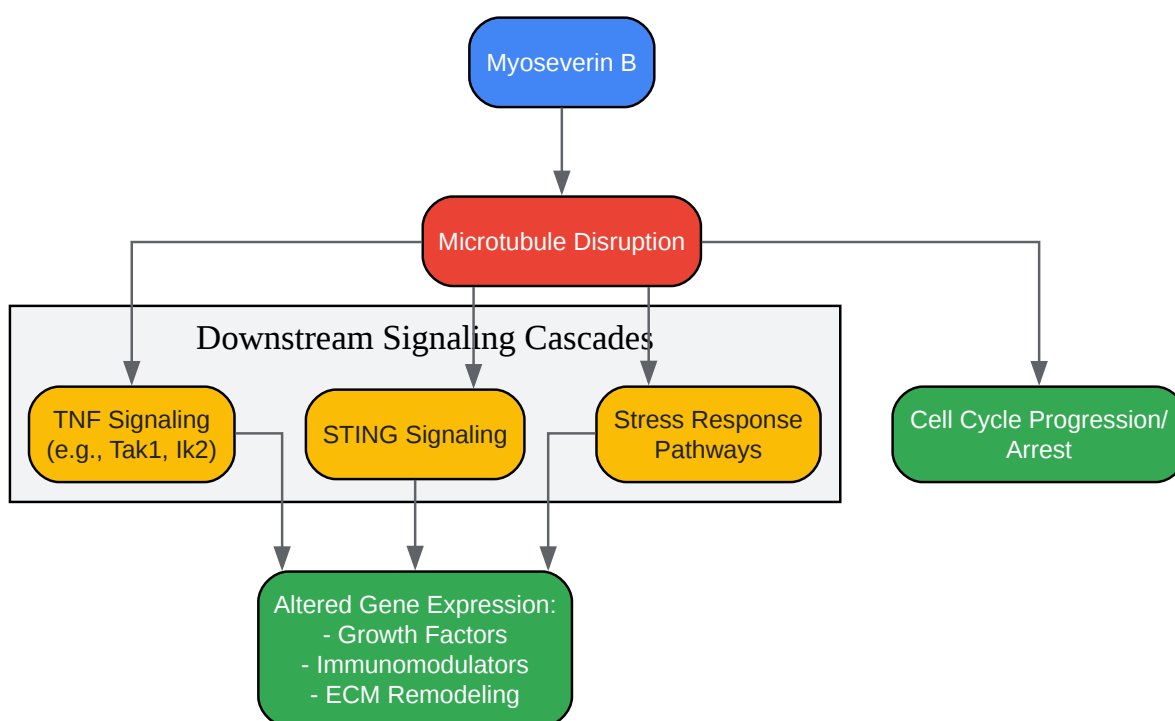 Myoseverin B
Microtubule Disruption
Downstream Signaling Cascades
TNF Signaling
(e.g., Tak1, Ik2)
STING Signaling
Stress Response
Pathways
Cell Cycle Progression/
Arrest
Altered Gene Expression:
- Growth Factors
- Immunomodulators
- ECM Remodeling